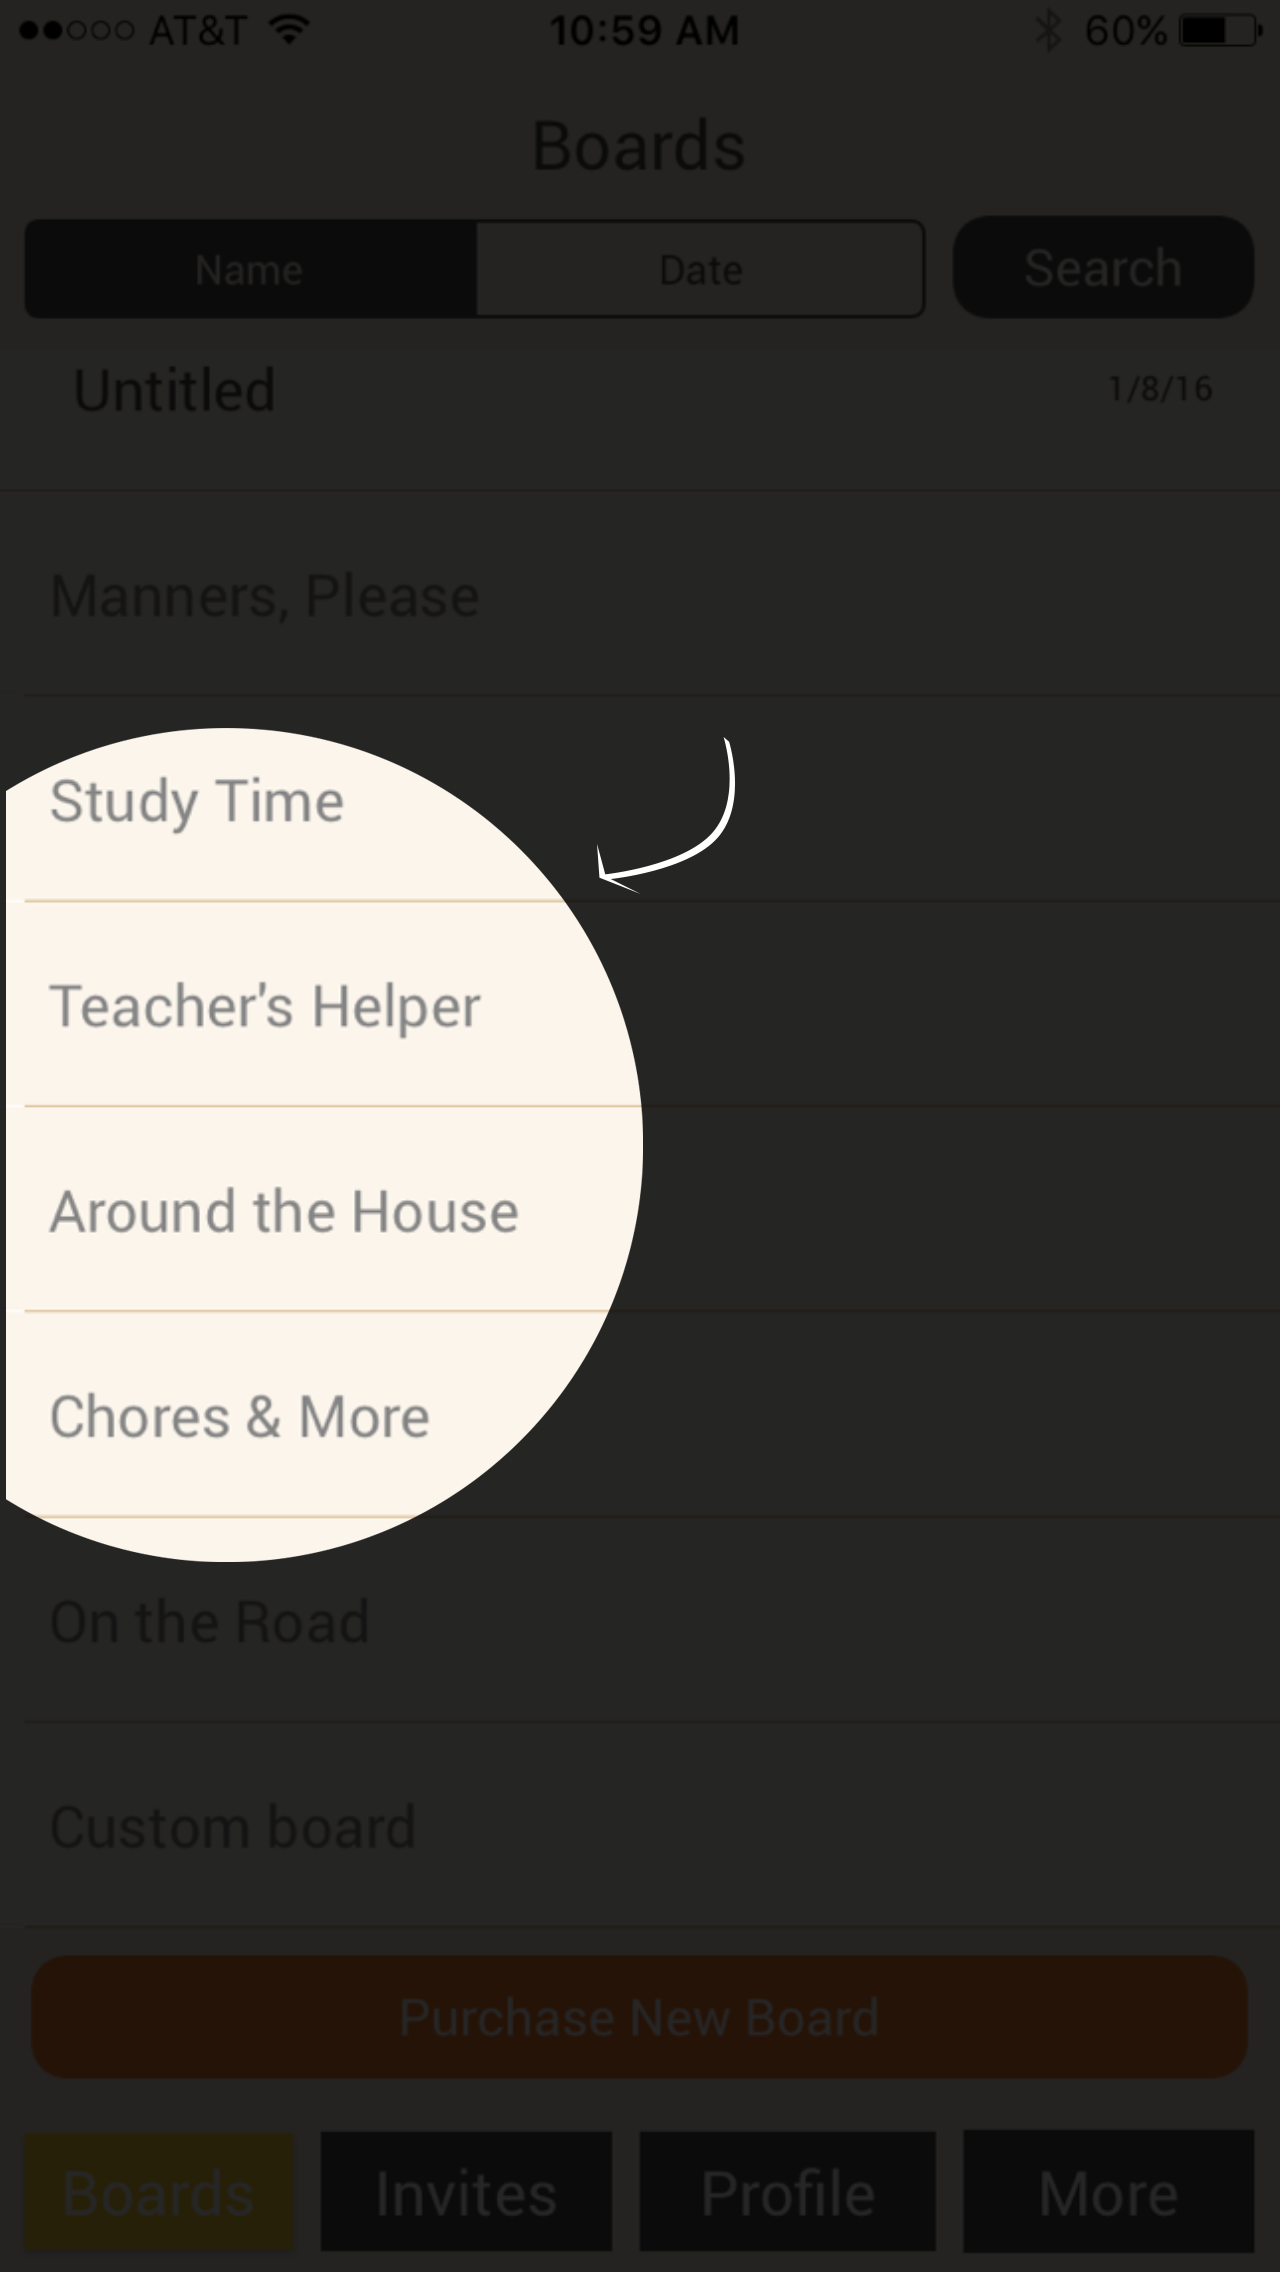 AT&T 10:59 AM 60%
Boards
Name Date Search
Untitled 1/8/16
Manners, Please
Study Time
Teacher's Helper
Around the House
Chores & More
On the Road
Custom board
Purchase New Board
Boards Invites Profile More